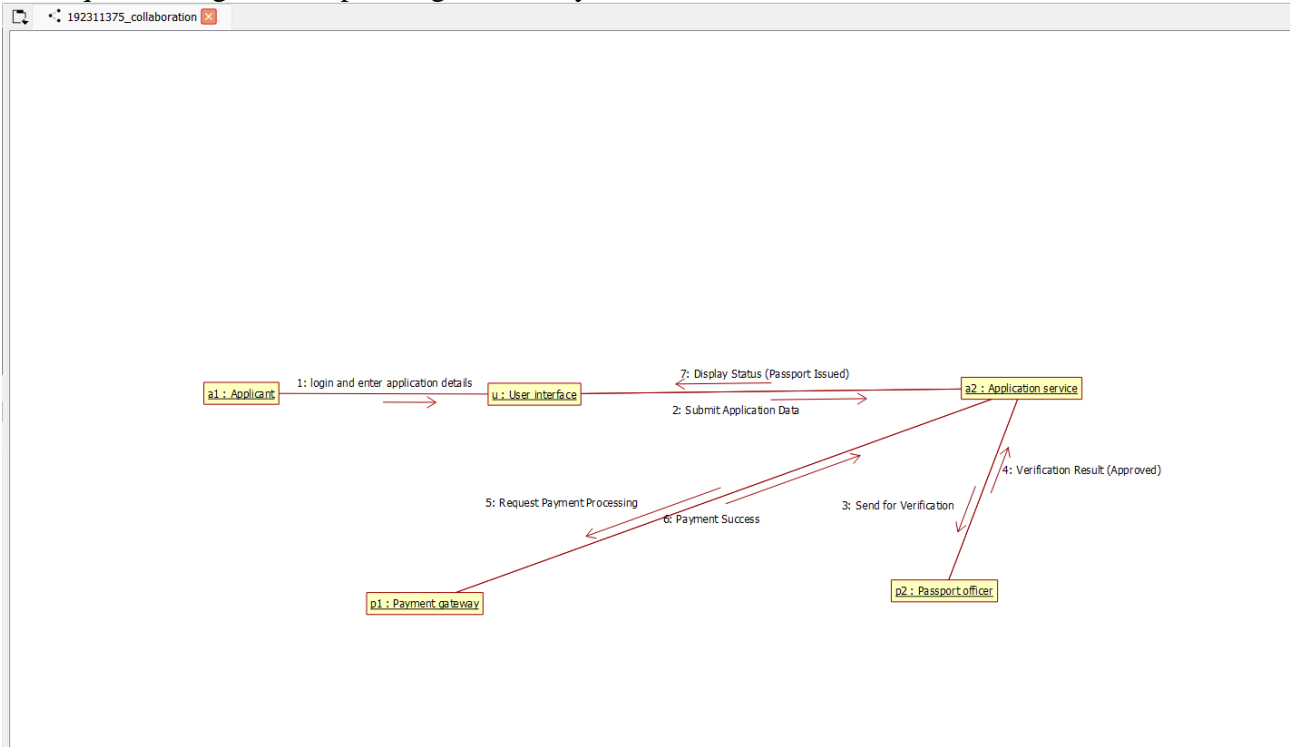 192311375_collaboration
7: Display Status (Passport Issued)
1: login and enter application details
a1 : Applicant
u : User interface
a2 : Application service
2: Submit Application Data
4: Verification Result (Approved)
5: Request Payment Processing
3: Send for Verification
6: Payment Success
p1 : Payment gateway
p2 : Passport officer